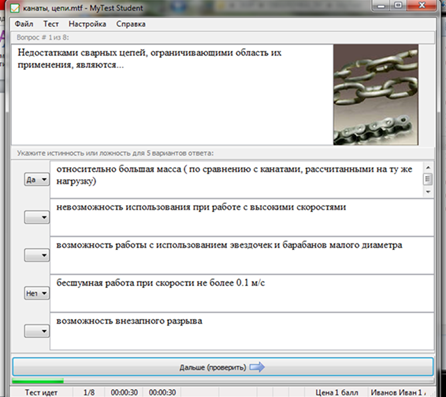 канаты, цепи.mtf - MyTest Student
Файл Тест Настройка Справка
Вопрос # 1 из 8:
Недостатками сварных цепей, ограничивающими область их
применения, являются...
Укажите истинность или ложность для 5 вариантов ответа:
Да
относительно большая масса ( по сравнению с канатами, рассчитанными на ту же
нагрузку)
невозможность использования при работе с высокими скоростями
возможность работы с использованием звездочек и барабанов малого диаметра
Нет
бесшумная работа при скорости не более 0.1 м/с
возможность внезапного разрыва
Дальше (проверить)
Тест идет 1/8 00:00:30 00:00:30 Цена 1 балл Иванов Иван 1